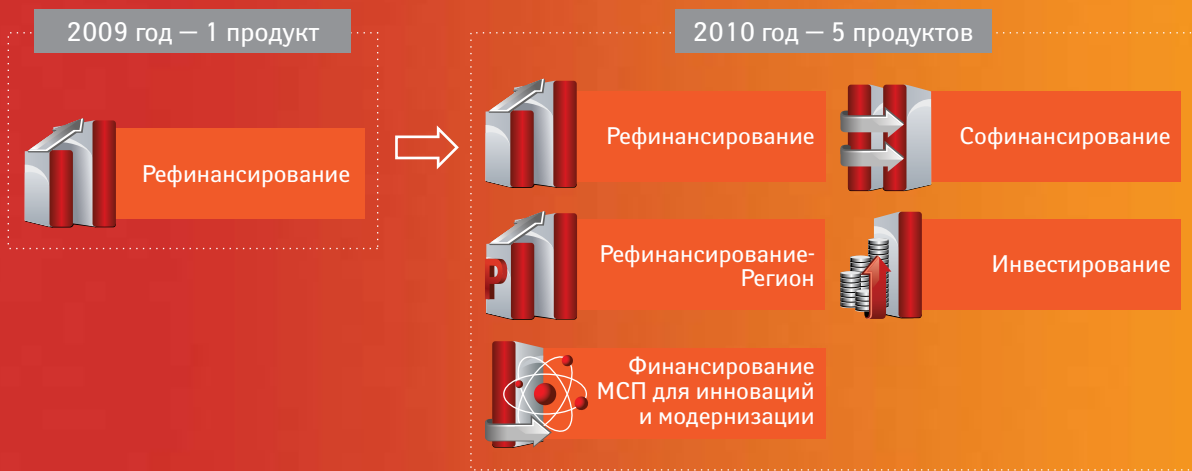 2009 год — 1 продукт
Рефинансирование
2010 год — 5 продуктов
Рефинансирование
Софинансирование
Р
Рефинансирование-
Регион
Инвестирование
Финансирование
МСП для инноваций
и модернизации